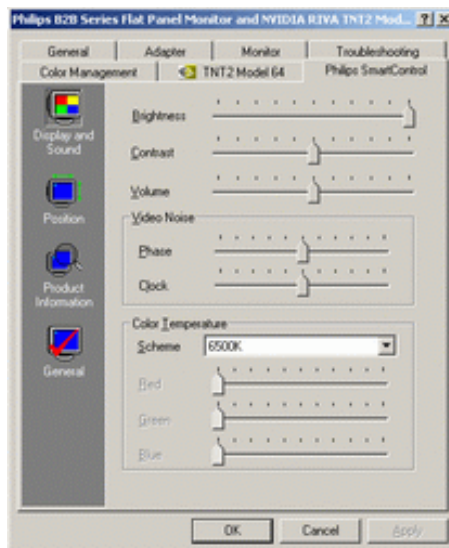 Philips B2B Series Flat Panel Monitor and NVIDIA RIVA TNT2 Mod...
General
Adapter
Monitor
Troubleshooting
Color Management
TNT2 Model 64
Philips SmartControl
Display and
Sound
Position
Product
Information
General
Brightness
Contrast
Volume
Video Noise
Phase
Clock
Color Temperature
Scheme
6500K
Red
Green
Blue
OK
Cancel
Apply